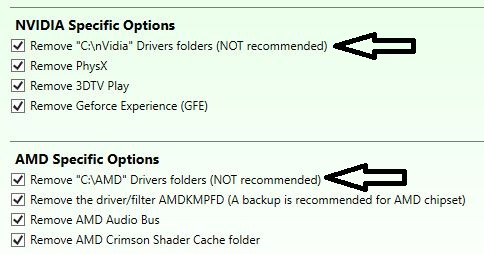 NVIDIA Specific Options
Remove "C:\nVidia" Drivers folders (NOT recommended)
Remove PhysX
Remove 3DTV Play
Remove Geforce Experience (GFE)
AMD Specific Options
Remove "C:\AMD" Drivers folders (NOT recommended)
Remove the driver/filter AMDKMPFD (A backup is recommended for AMD chipset)
Remove AMD Audio Bus
Remove AMD Crimson Shader Cache folder